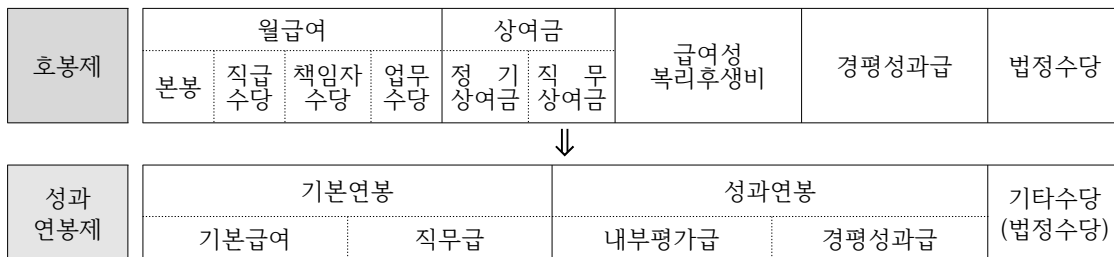 호봉제
월급여
상여금
본봉
직급
수당
책임자
수당
업무
수당
정 기
상여금
직 무
상여금
급여성
복리후생비
경평성과급
법정수당
⇓
성과
연봉제
기본연봉
성과연봉
기본급여
직무급
내부평가급
경평성과급
기타수당
(법정수당)